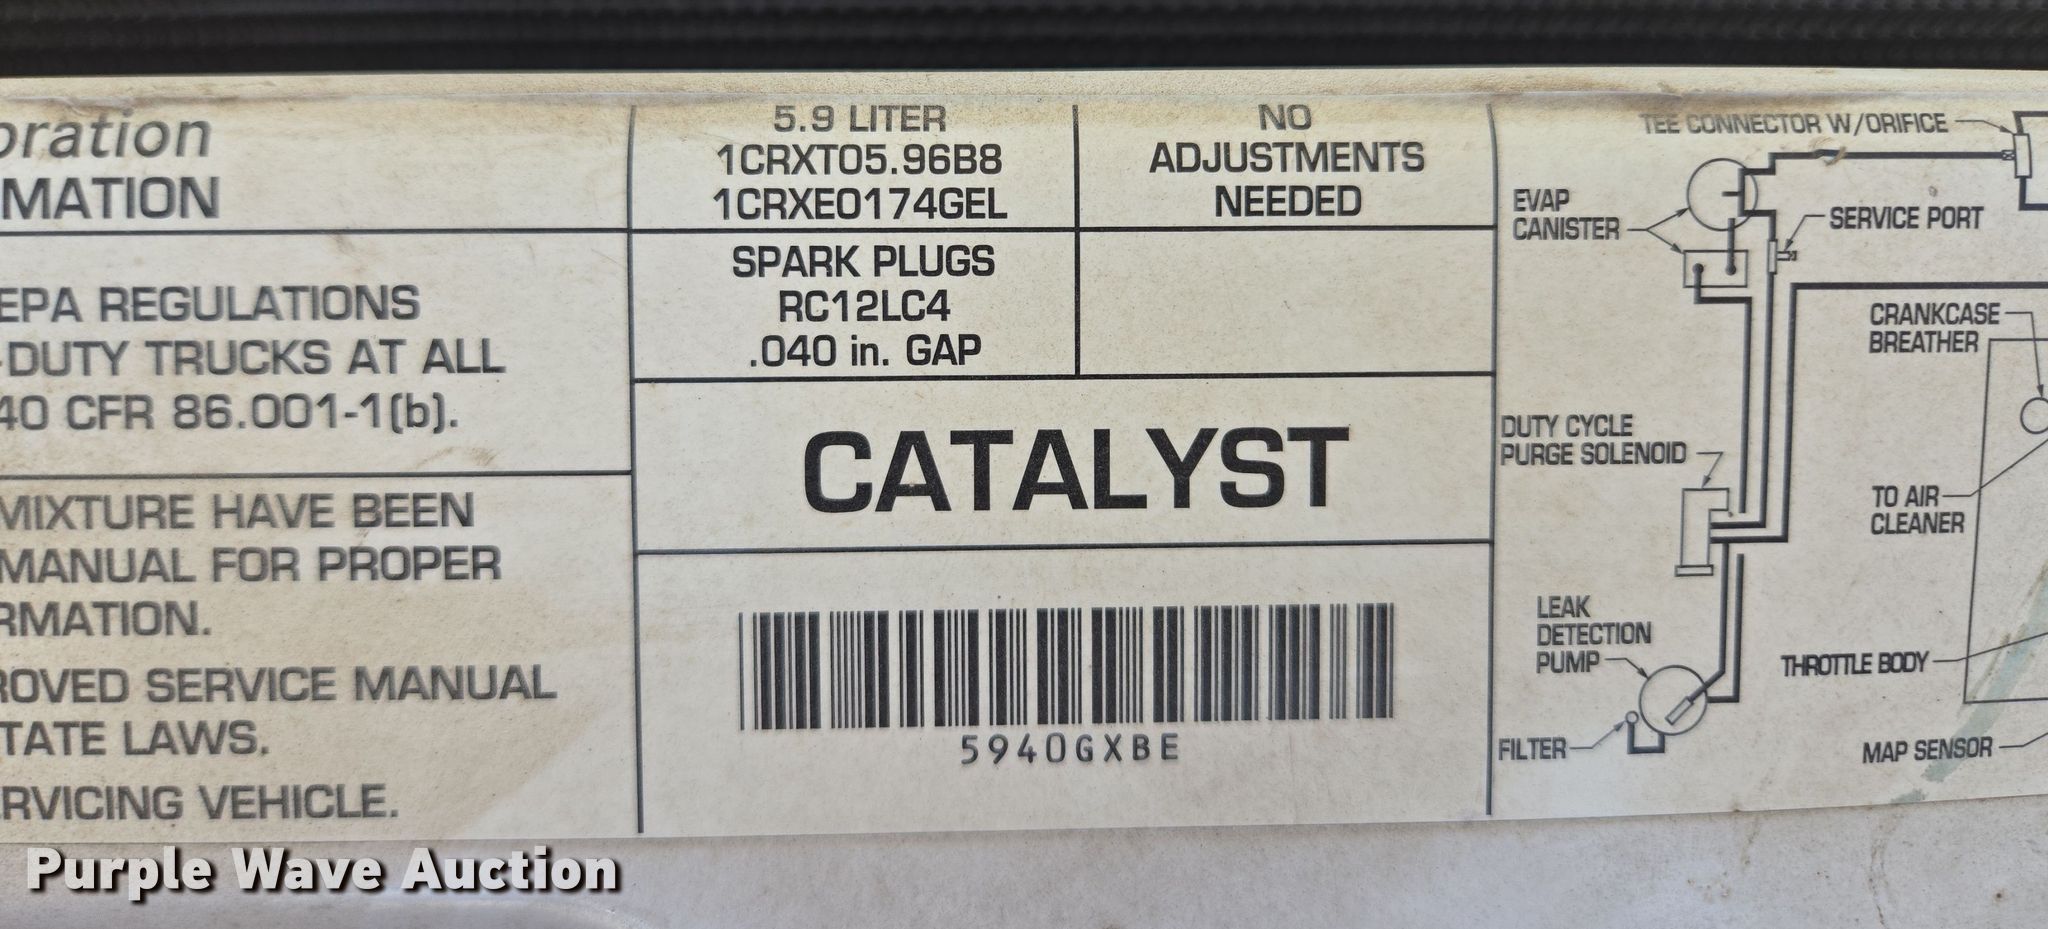 oration
MATION
EPA REGULATIONS
-DUTY TRUCKS AT ALL
40 CFR 86.001-1(b).
MIXTURE HAVE BEEN
MANUAL FOR PROPER
RMATION.
ROVED SERVICE MANUAL
TATE LAWS.
RVICING VEHICLE.
5.9 LITER
1CRXT05.96B8
1CRXE0174GEL
NO
ADJUSTMENTS
NEEDED
SPARK PLUGS
RC12LC4
.040 in. GAP
CATALYST
5940GXBE
TEE CONNECTOR W/ORIFICE
EVAP
CANISTER
SERVICE PORT
CRANKCASE
BREATHER
DUTY CYCLE
PURGE SOLENOID
TO AIR
CLEANER
LEAK
DETECTION
PUMP
THROTTLE BODY
FILTER
MAP SENSOR
Purple Wave Auction